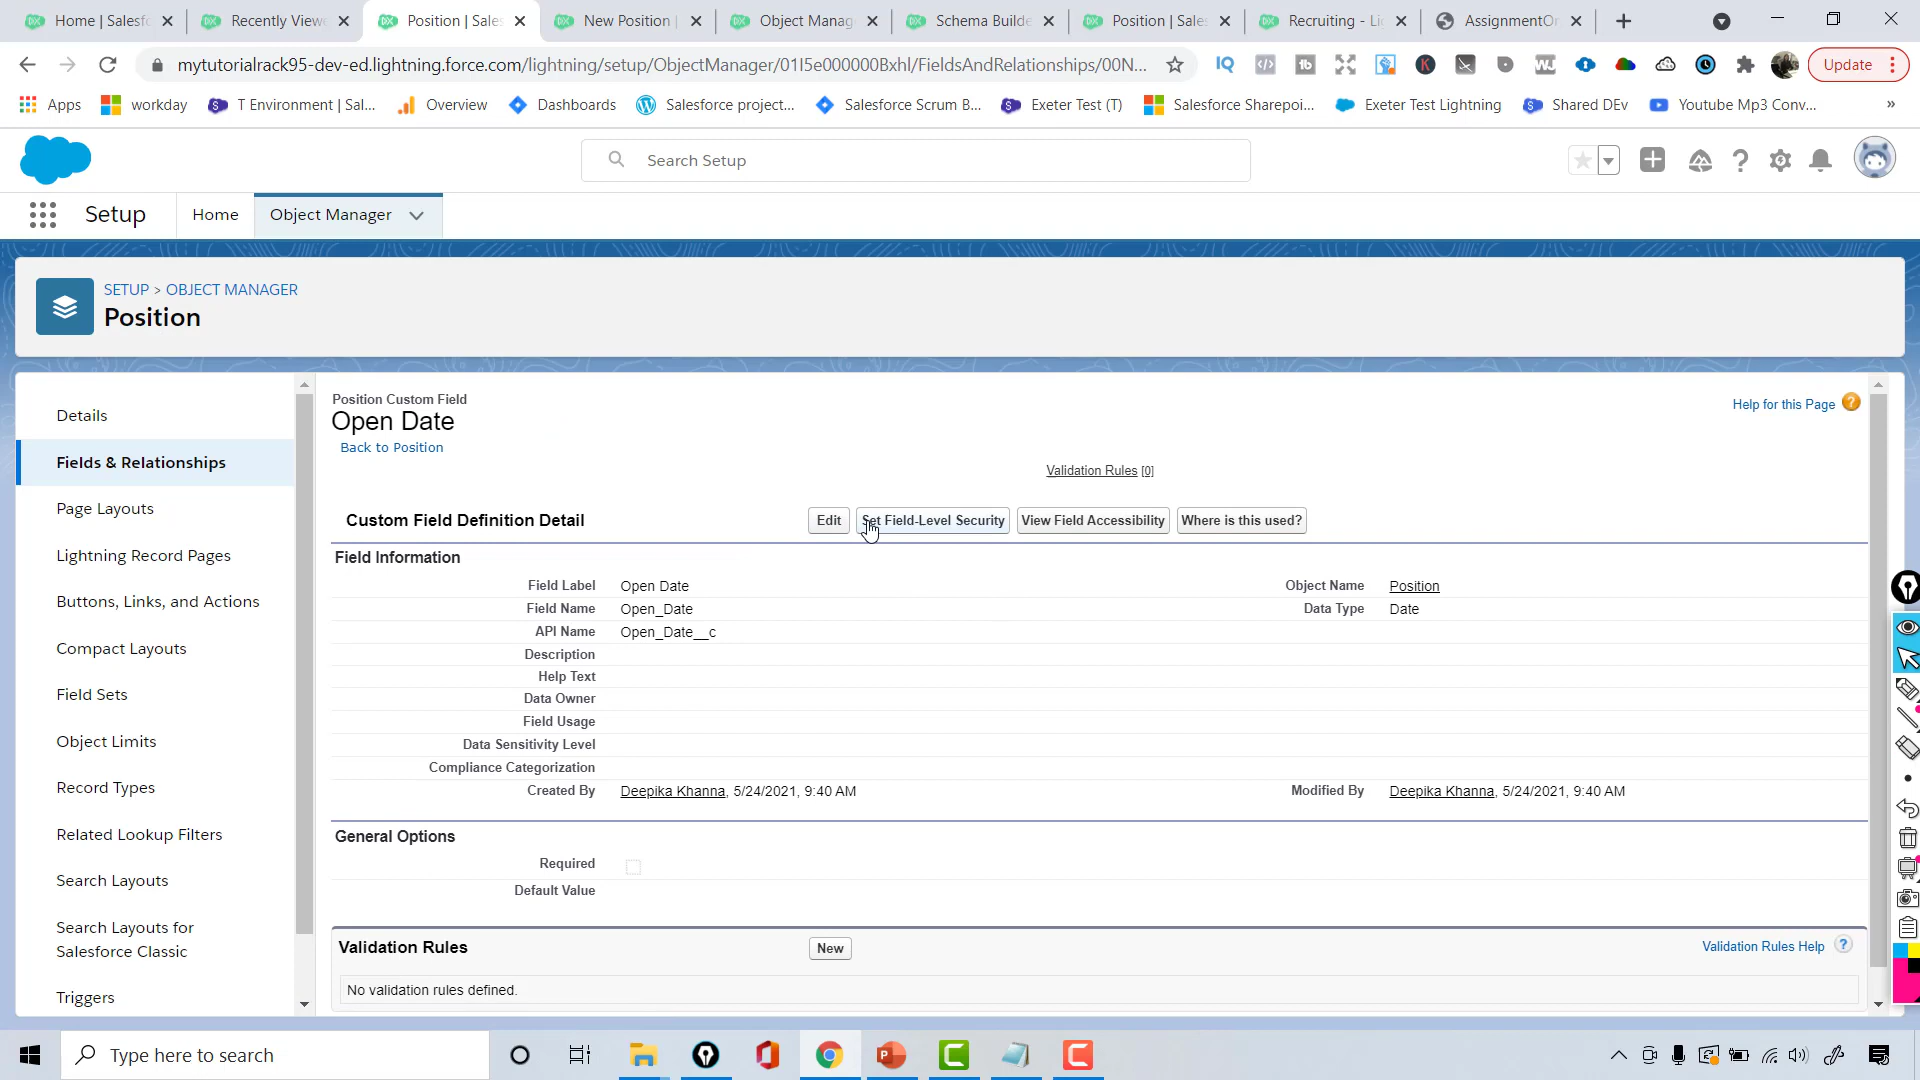 Home | Salesfo
Recently Viewe
Position | Sales
New Position |
Object Manage
Schema Builde
Position | Sales
Recruiting - Li
AssignmentOr
mytutorialrack95-dev-ed.lightning.force.com/lightning/setup/ObjectManager/01I5e000000Bxhl/FieldsAndRelationships/00N...
IQ
Update
Apps
workday
T Environment | Sal...
Overview
Dashboards
Salesforce project...
Salesforce Scrum B...
Exeter Test (T)
Salesforce Sharepoi...
Exeter Test Lightning
Shared DEv
Youtube Mp3 Conv...
»
Search Setup
Setup
Home
Object Manager
SETUP > OBJECT MANAGER
Position
Details
Fields & Relationships
Page Layouts
Lightning Record Pages
Buttons, Links, and Actions
Compact Layouts
Field Sets
Object Limits
Record Types
Related Lookup Filters
Search Layouts
Search Layouts for
Salesforce Classic
Triggers
Position Custom Field
Open Date
Back to Position
Help for this Page
Validation Rules [0]
Custom Field Definition Detail
Edit
Set Field-Level Security
View Field Accessibility
Where is this used?
Field Information
Field Label Open Date Object Name Position
Field Name Open_Date Data Type Date
API Name Open_Date__c
Description
Help Text
Data Owner
Field Usage
Data Sensitivity Level
Compliance Categorization
Created By Deepika Khanna, 5/24/2021, 9:40 AM Modified By Deepika Khanna, 5/24/2021, 9:40 AM
General Options
Required
Default Value
Validation Rules
New
Validation Rules Help ?
No validation rules defined.
Type here to search